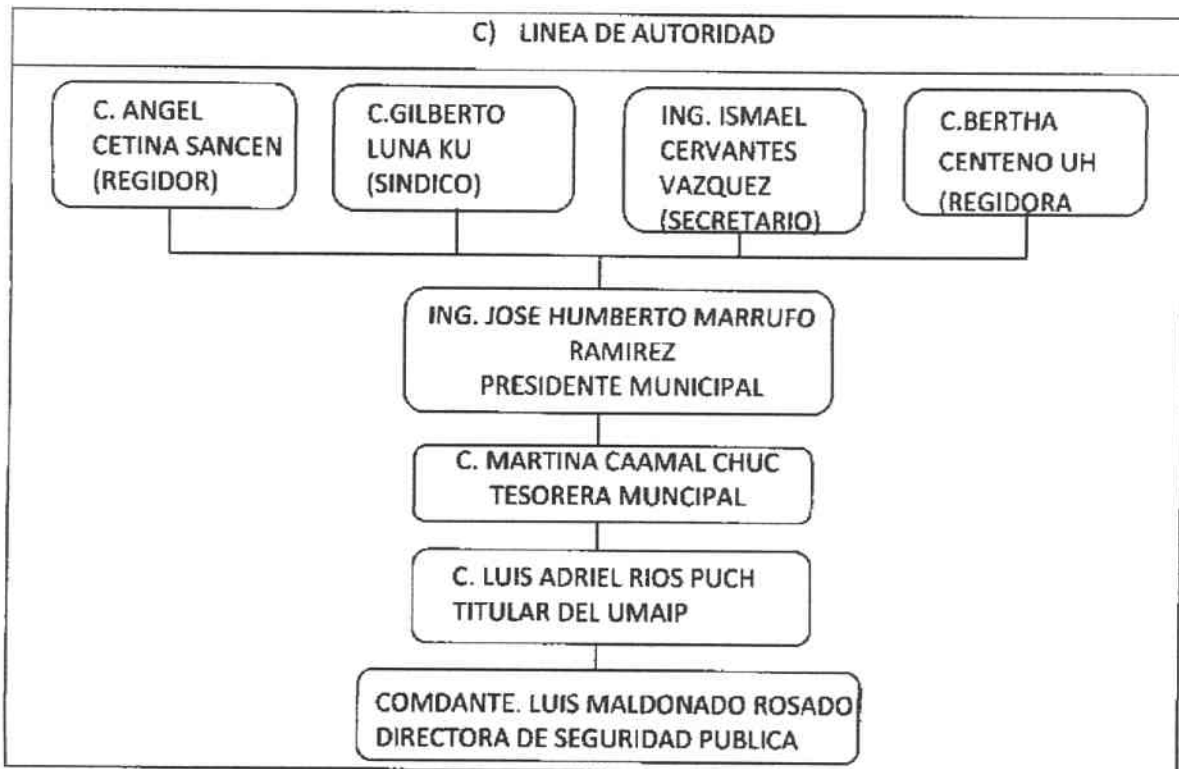 C) LINEA DE AUTORIDAD
C. ANGEL
CETINA SANCEN
(REGIDOR)
C.GILBERTO
LUNA KU
(SINDICO)
ING. ISMAEL
CERVANTES
VAZQUEZ
(SECRETARIO)
C.BERTHA
CENTENO UH
(REGIDORA
ING. JOSE HUMBERTO MARRUFO
RAMIREZ
PRESIDENTE MUNICIPAL
C. MARTINA CAAMAL CHUC
TESORERA MUNCIPAL
C. LUIS ADRIEL RIOS PUCH
TITULAR DEL UMAIP
COMDANTE. LUIS MALDONADO ROSADO
DIRECTORA DE SEGURIDAD PUBLICA